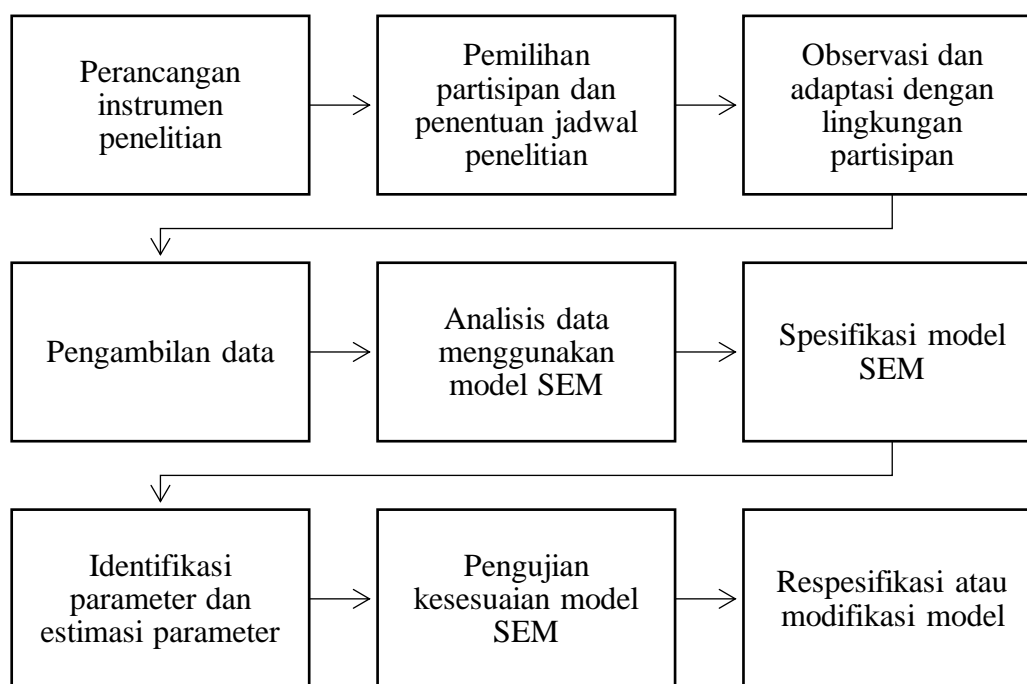 Perancangan
instrumen
penelitian
Pemilihan
partisipan dan
penentuan jadwal
penelitian
Observasi dan
adaptasi dengan
lingkungan
partisipan
Pengambilan data
Analisis data
menggunakan
model SEM
Spesifikasi model
SEM
Identifikasi
parameter dan
estimasi parameter
Pengujian
kesesuaian model
SEM
Respesifikasi atau
modifikasi model